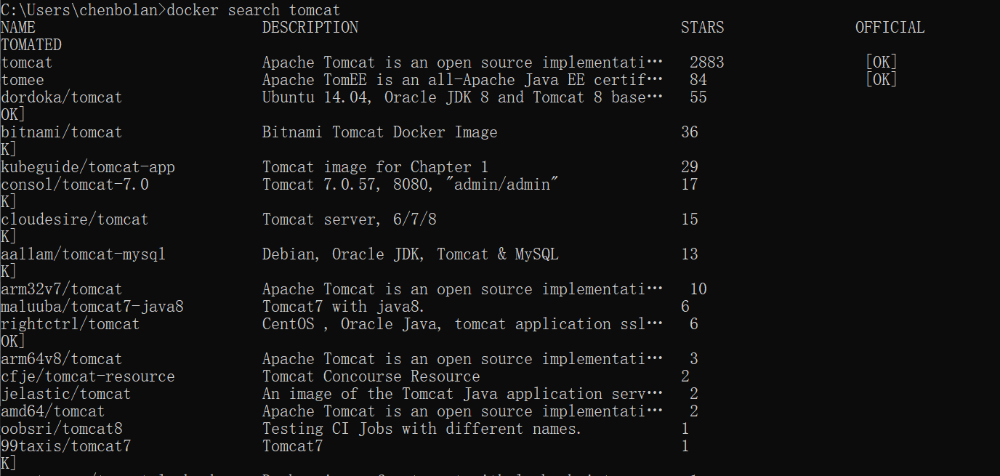 C:\Users\chenbolan>docker search tomcat
NAME DESCRIPTION STARS OFFICIAL
TOMATED
tomcat Apache Tomcat is an open source implementati… 2883 [OK]
tomee Apache TomEE is an all-Apache Java EE certif… 84 [OK]
dordoka/tomcat Ubuntu 14.04, Oracle JDK 8 and Tomcat 8 base… 55
OK]
bitnami/tomcat Bitnami Tomcat Docker Image 36
K]
kubeguide/tomcat-app Tomcat image for Chapter 1 29
consol/tomcat-7.0 Tomcat 7.0.57, 8080, "admin/admin" 17
K]
cloudesire/tomcat Tomcat server, 6/7/8 15
K]
aallam/tomcat-mysql Debian, Oracle JDK, Tomcat & MySQL 13
K]
arm32v7/tomcat Apache Tomcat is an open source implementati… 10
maluuba/tomcat7-java8 Tomcat7 with java8. 6
rightctrl/tomcat CentOS , Oracle Java, tomcat application ssl… 6
OK]
arm64v8/tomcat Apache Tomcat is an open source implementati… 3
cfje/tomcat-resource Tomcat Concourse Resource 2
jelastic/tomcat An image of the Tomcat Java application serv… 2
amd64/tomcat Apache Tomcat is an open source implementati… 2
oobsri/tomcat8 Testing CI Jobs with different names. 1
99taxis/tomcat7 Tomcat7 1
K]